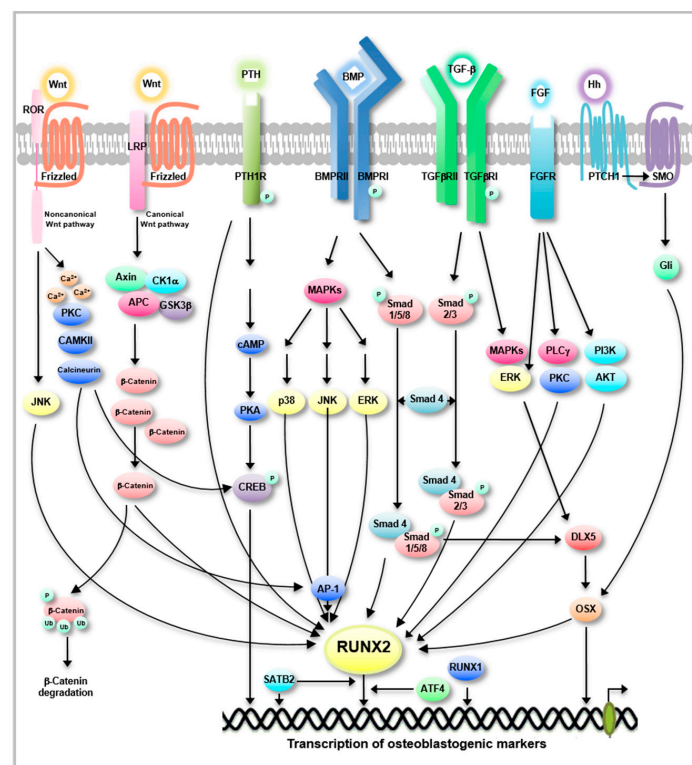 Wnt
Wnt
PTH
BMP
TGF-β
FGF
Hh
ROR
LRP
Frizzled
Frizzled
PTH1R
P
BMPRII
BMPRI
P
TGFβRII
TGFβRI
P
FGFR
PTCH1
SMO
Noncanonical
Wnt pathway
Canonical
Wnt pathway
Ca2+
Ca2+
Ca2+
PKC
CAMKII
Calcineurin
JNK
Axin
CK1α
APC
GSK3β
β-Catenin
β-Catenin
β-Catenin
β-Catenin
cAMP
PKA
CREB
P
MAPKs
p38
JNK
ERK
P
Smad
1/5/8
Smad
2/3
P
Smad 4
Smad 4
Smad
2/3
P
Smad 4
Smad
1/5/8
P
MAPKs
ERK
PLCγ
PKC
PI3K
AKT
Gli
DLX5
OSX
AP-1
P
β-Catenin
Ub
Ub
Ub
β-Catenin
degradation
RUNX2
SATB2
ATF4
RUNX1
Transcription of osteoblastogenic markers